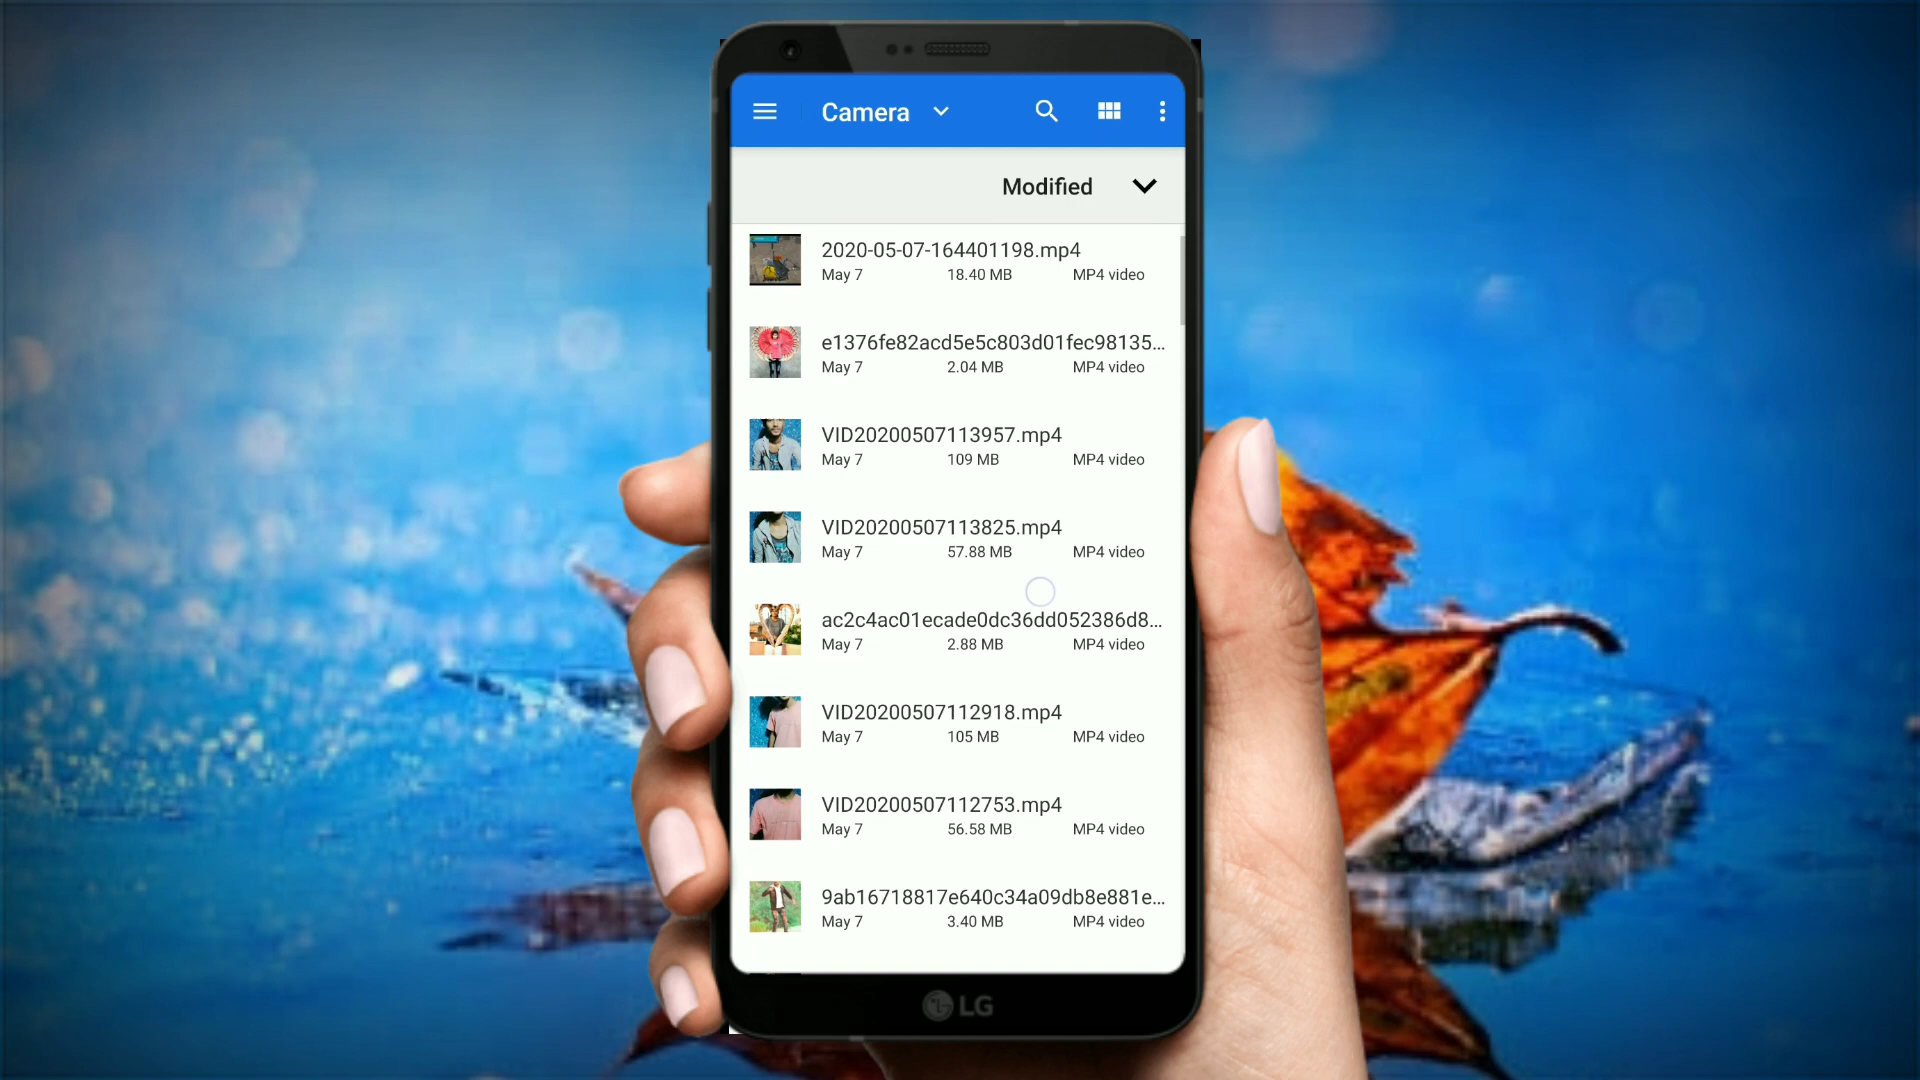 Camera
Modified
2020-05-07-164401198.mp4
May 7 18.40 MB MP4 video
e1376fe82acd5e5c803d01fec98135...
May 7 2.04 MB MP4 video
VID20200507113957.mp4
May 7 109 MB MP4 video
VID20200507113825.mp4
May 7 57.88 MB MP4 video
ac2c4ac01ecade0dc36dd052386d8...
May 7 2.88 MB MP4 video
VID20200507112918.mp4
May 7 105 MB MP4 video
VID20200507112753.mp4
May 7 56.58 MB MP4 video
9ab16718817e640c34a09db8e881e...
May 7 3.40 MB MP4 video
LG